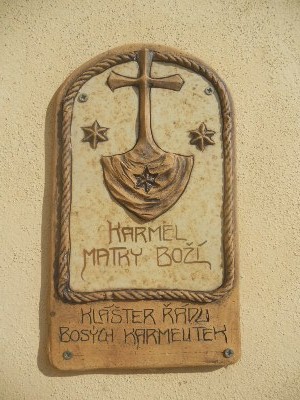 KARMEL
MATKY BOŽÍ
KLÁŠTER ŘÁDU
BOSÝCH KARMELITEK